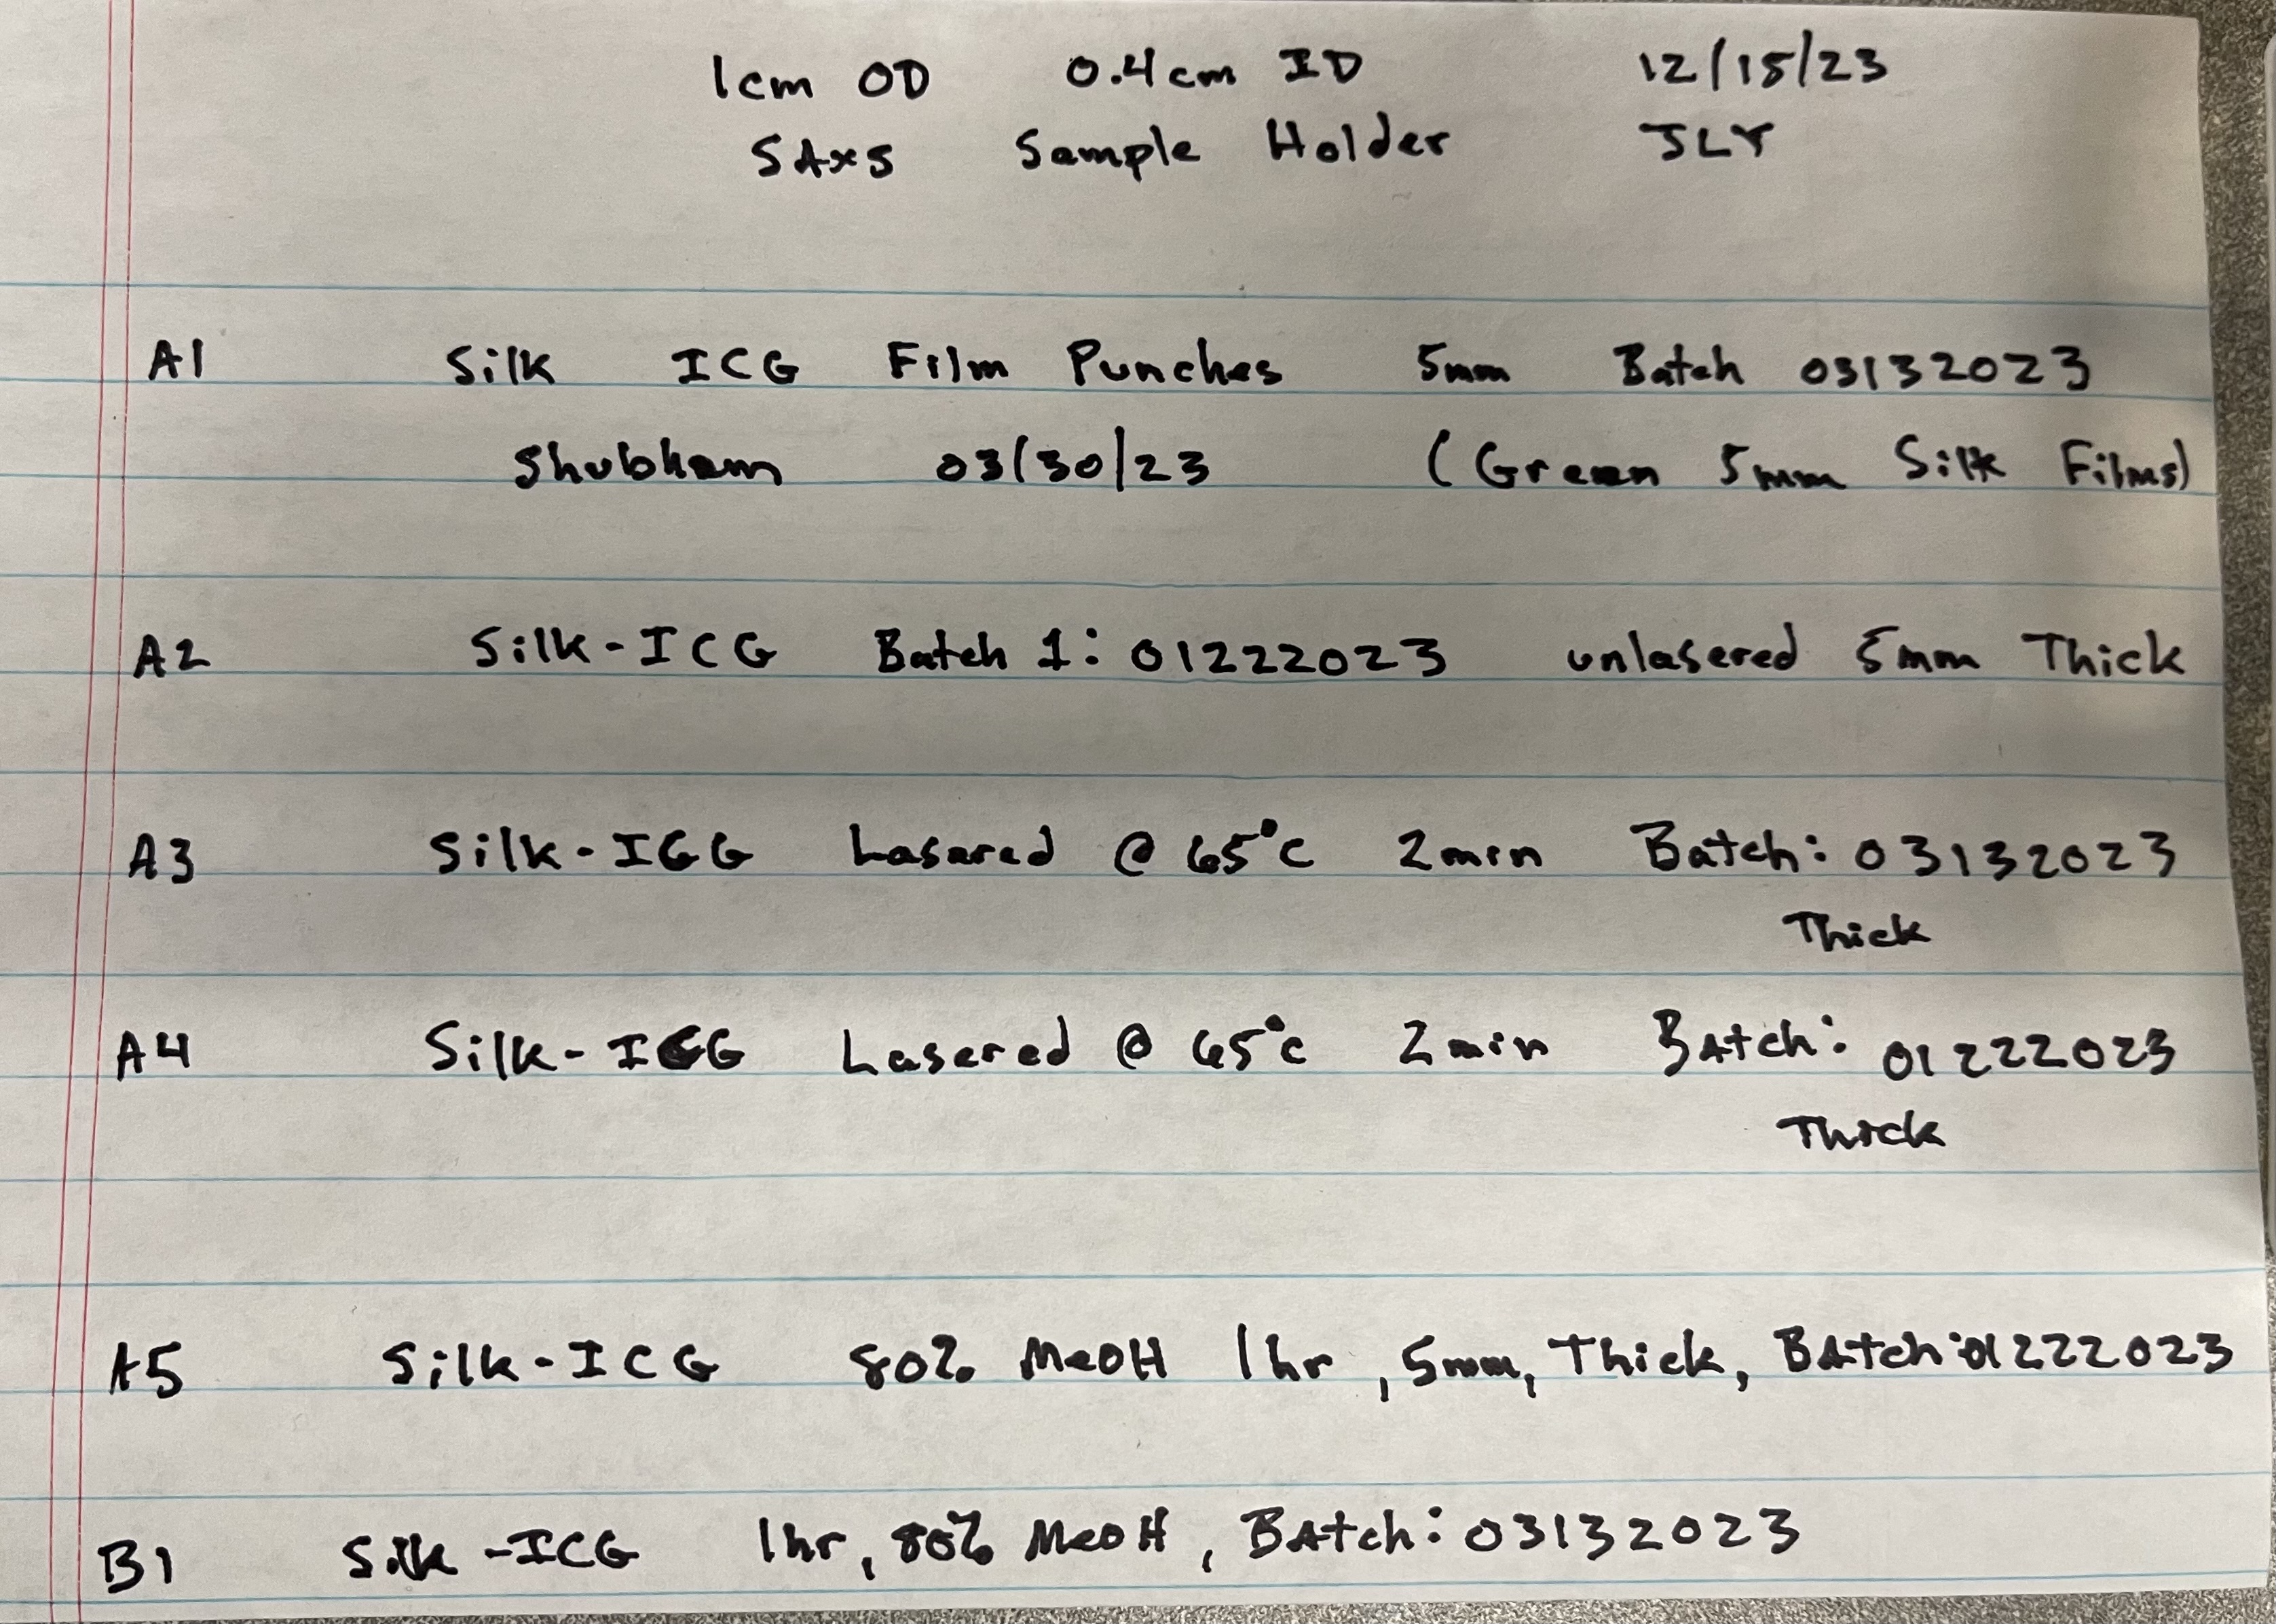 1cm OD 0.4cm ID 12/15/23
SAXS Sample Holder JLY
A1 Silk ICG Film Punches 5mm Batch 03132023
Shubham 03/30/23 (Green 5mm Silk Films)
A2 Silk-ICG Batch 1: 01222023 unlasered 5mm Thick
A3 Silk-ICG Lasered @ 65°C 2min Batch: 03132023
Thick
A4 Silk-ICG Lasered @ 65°C 2min BAtch: 01222023
Thick
A5 Silk-ICG 80% MeOH 1hr, 5mm, Thick, BAtch:01222023
B1 Silk-ICG 1hr, 80% MeOH, BAtch: 03132023